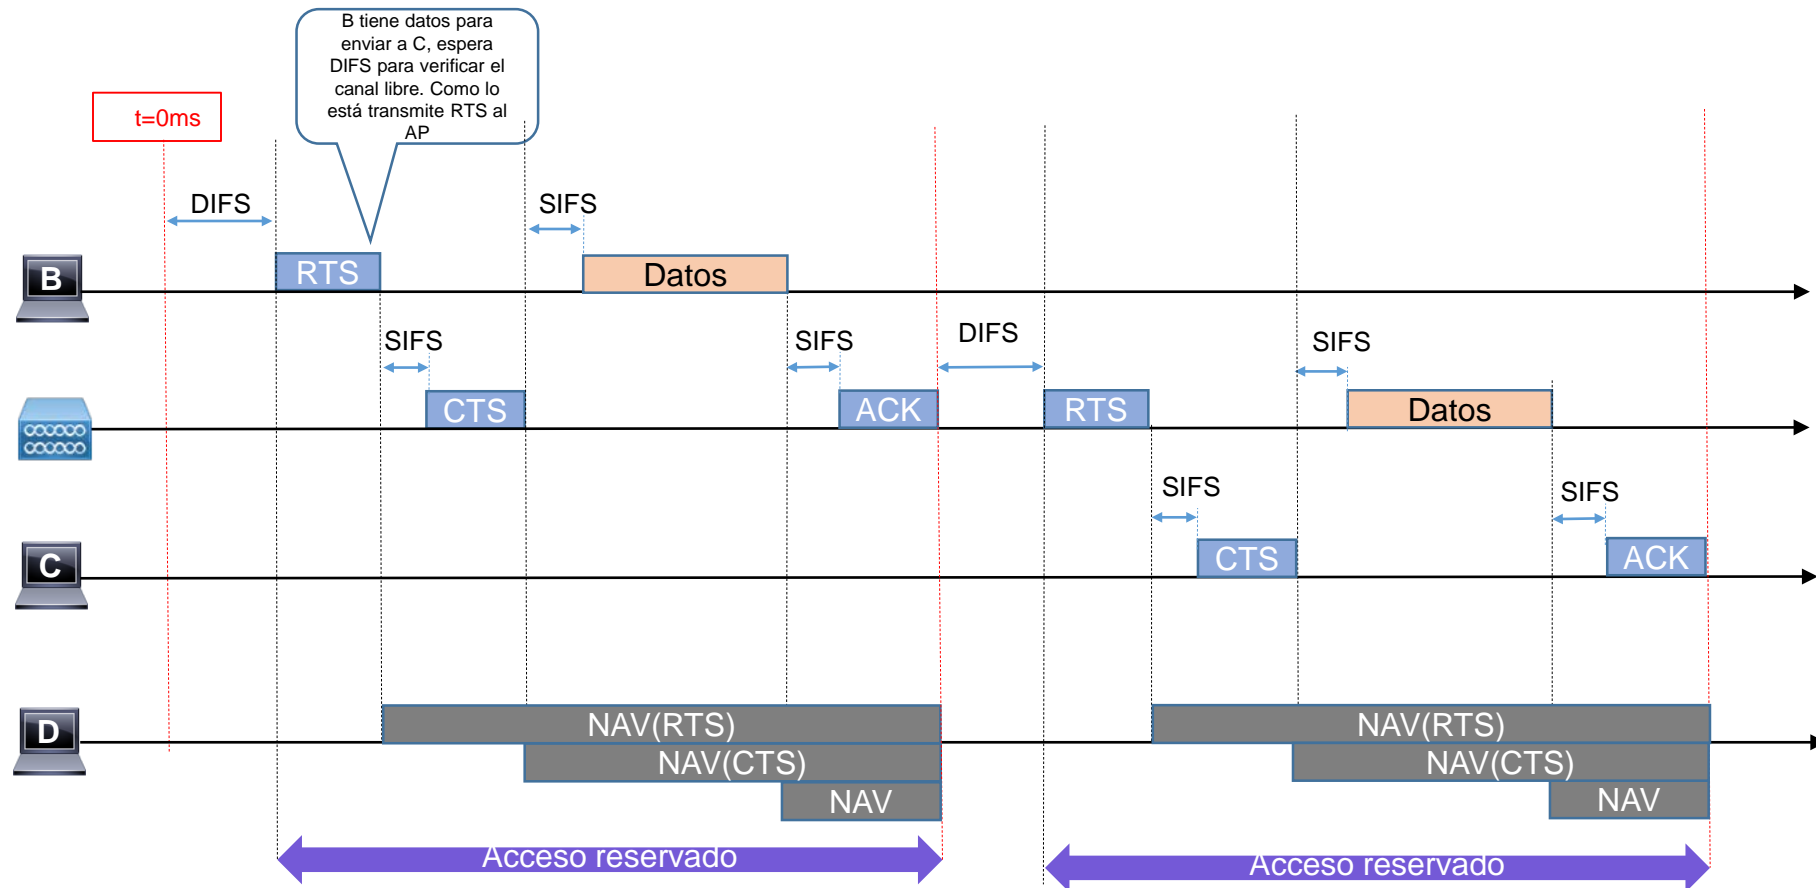 B tiene datos para
enviar a C, espera
DIFS para verificar el
canal libre. Como lo
está transmite RTS al
AP
t=0ms
DIFS
SIFS
B
RTS
Datos
SIFS
SIFS
DIFS
SIFS
CTS
ACK
RTS
Datos
SIFS
SIFS
C
CTS
ACK
D
NAV(RTS)
NAV(RTS)
NAV(CTS)
NAV(CTS)
NAV
NAV
Acceso reservado
Acceso reservado